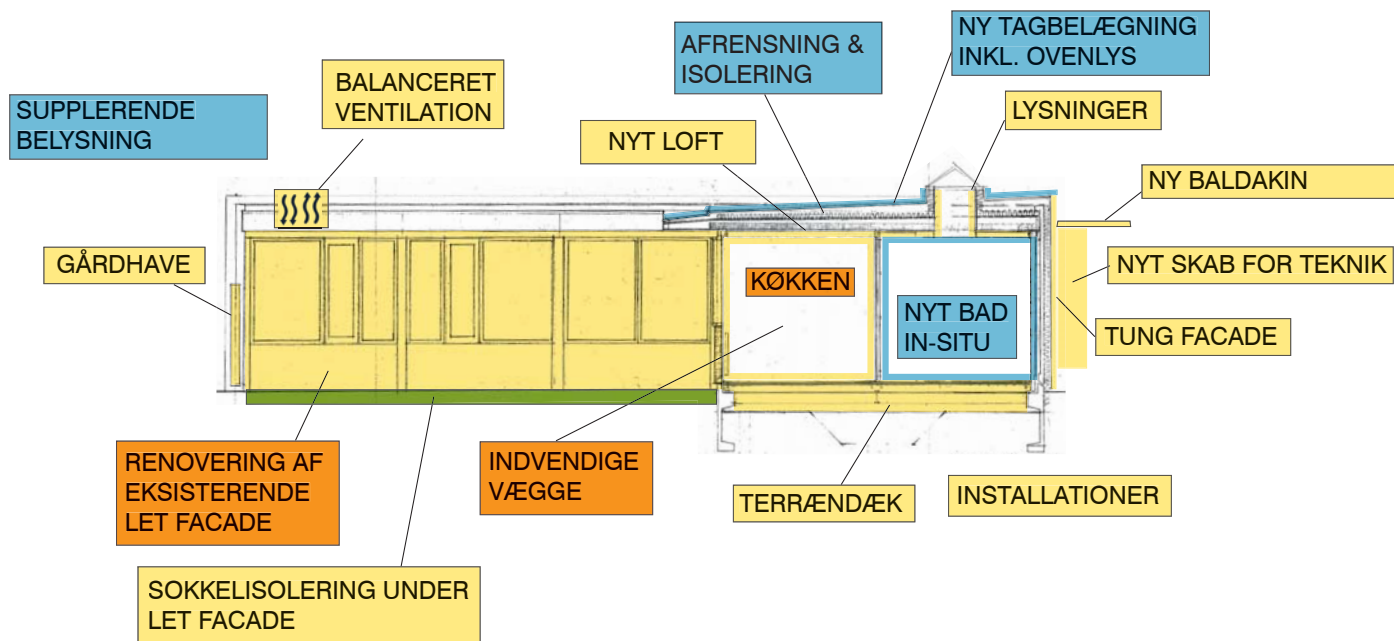 AFRENSNING &
ISOLERING
NY TAGBELÆGNING
INKL. OVENLYS
BALANCERET
VENTILATION
SUPPLERENDE
BELYSNING
LYSNINGER
NYT LOFT
NY BALDAKIN
GÅRDHAVE
NYT SKAB FOR TEKNIK
KØKKEN
NYT BAD
IN-SITU
TUNG FACADE
RENOVERING AF
EKSISTERENDE
LET FACADE
INDVENDIGE
VÆGGE
TERRÆNDÆK
INSTALLATIONER
SOKKELISOLERING UNDER
LET FACADE